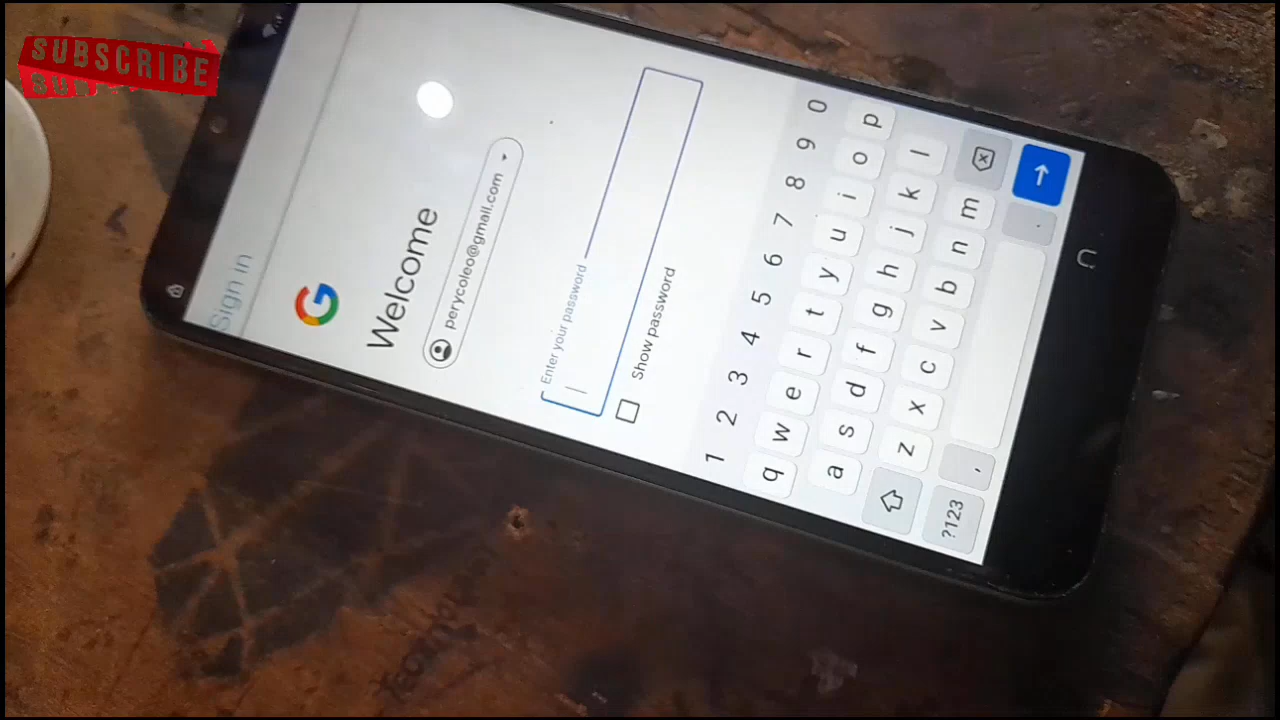 SUBSCRIBE
Sign in
G
Welcome
perycoleo@gmail.com
Enter your password
Show password
1 2 3 4 5 6 7 8 9 0
q w e r t y u i o p
a s d f g h j k l
z x c v b n m
?123 , .